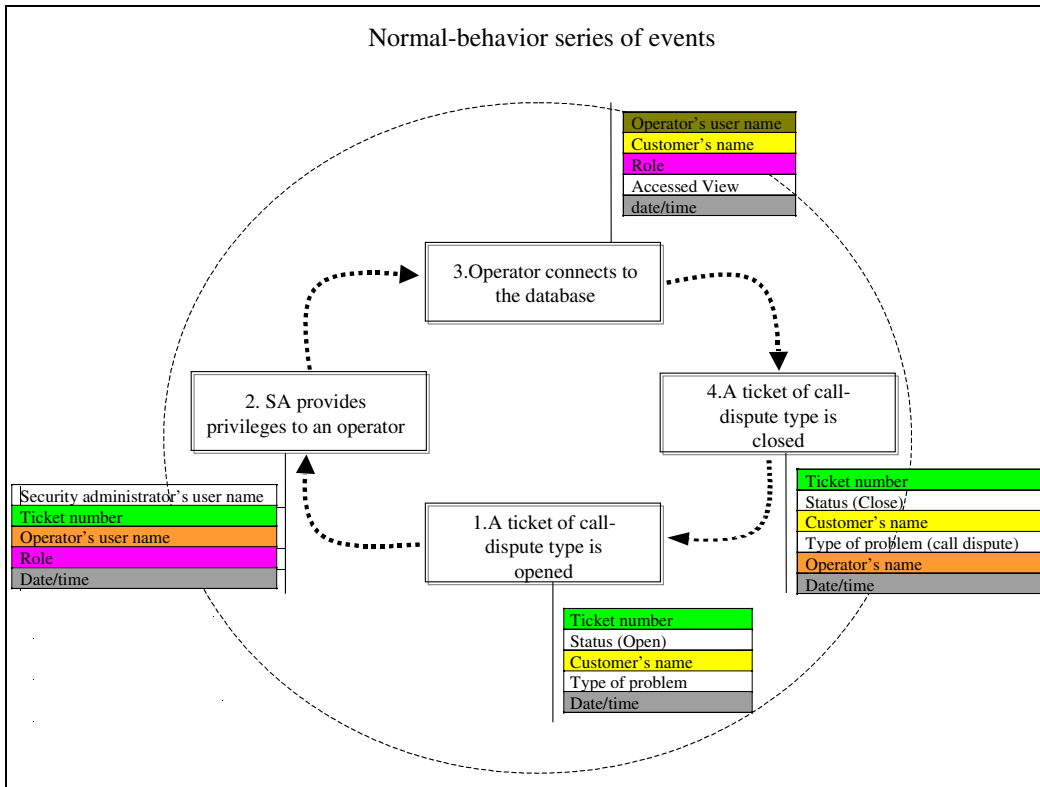 Normal-behavior series of events
Operator's user name
Customer's name
Role
Accessed View
date/time
3.Operator connects to
the database
2. SA provides
privileges to an operator
4.A ticket of call-
dispute type is
closed
Security administrator's user name
Ticket number
Operator's user name
Role
Date/time
1.A ticket of call-
dispute type is
opened
Ticket number
Status (Close)
Customer's name
Type of problem (call dispute)
Operator's name
Date/time
Ticket number
Status (Open)
Customer's name
Type of problem
Date/time